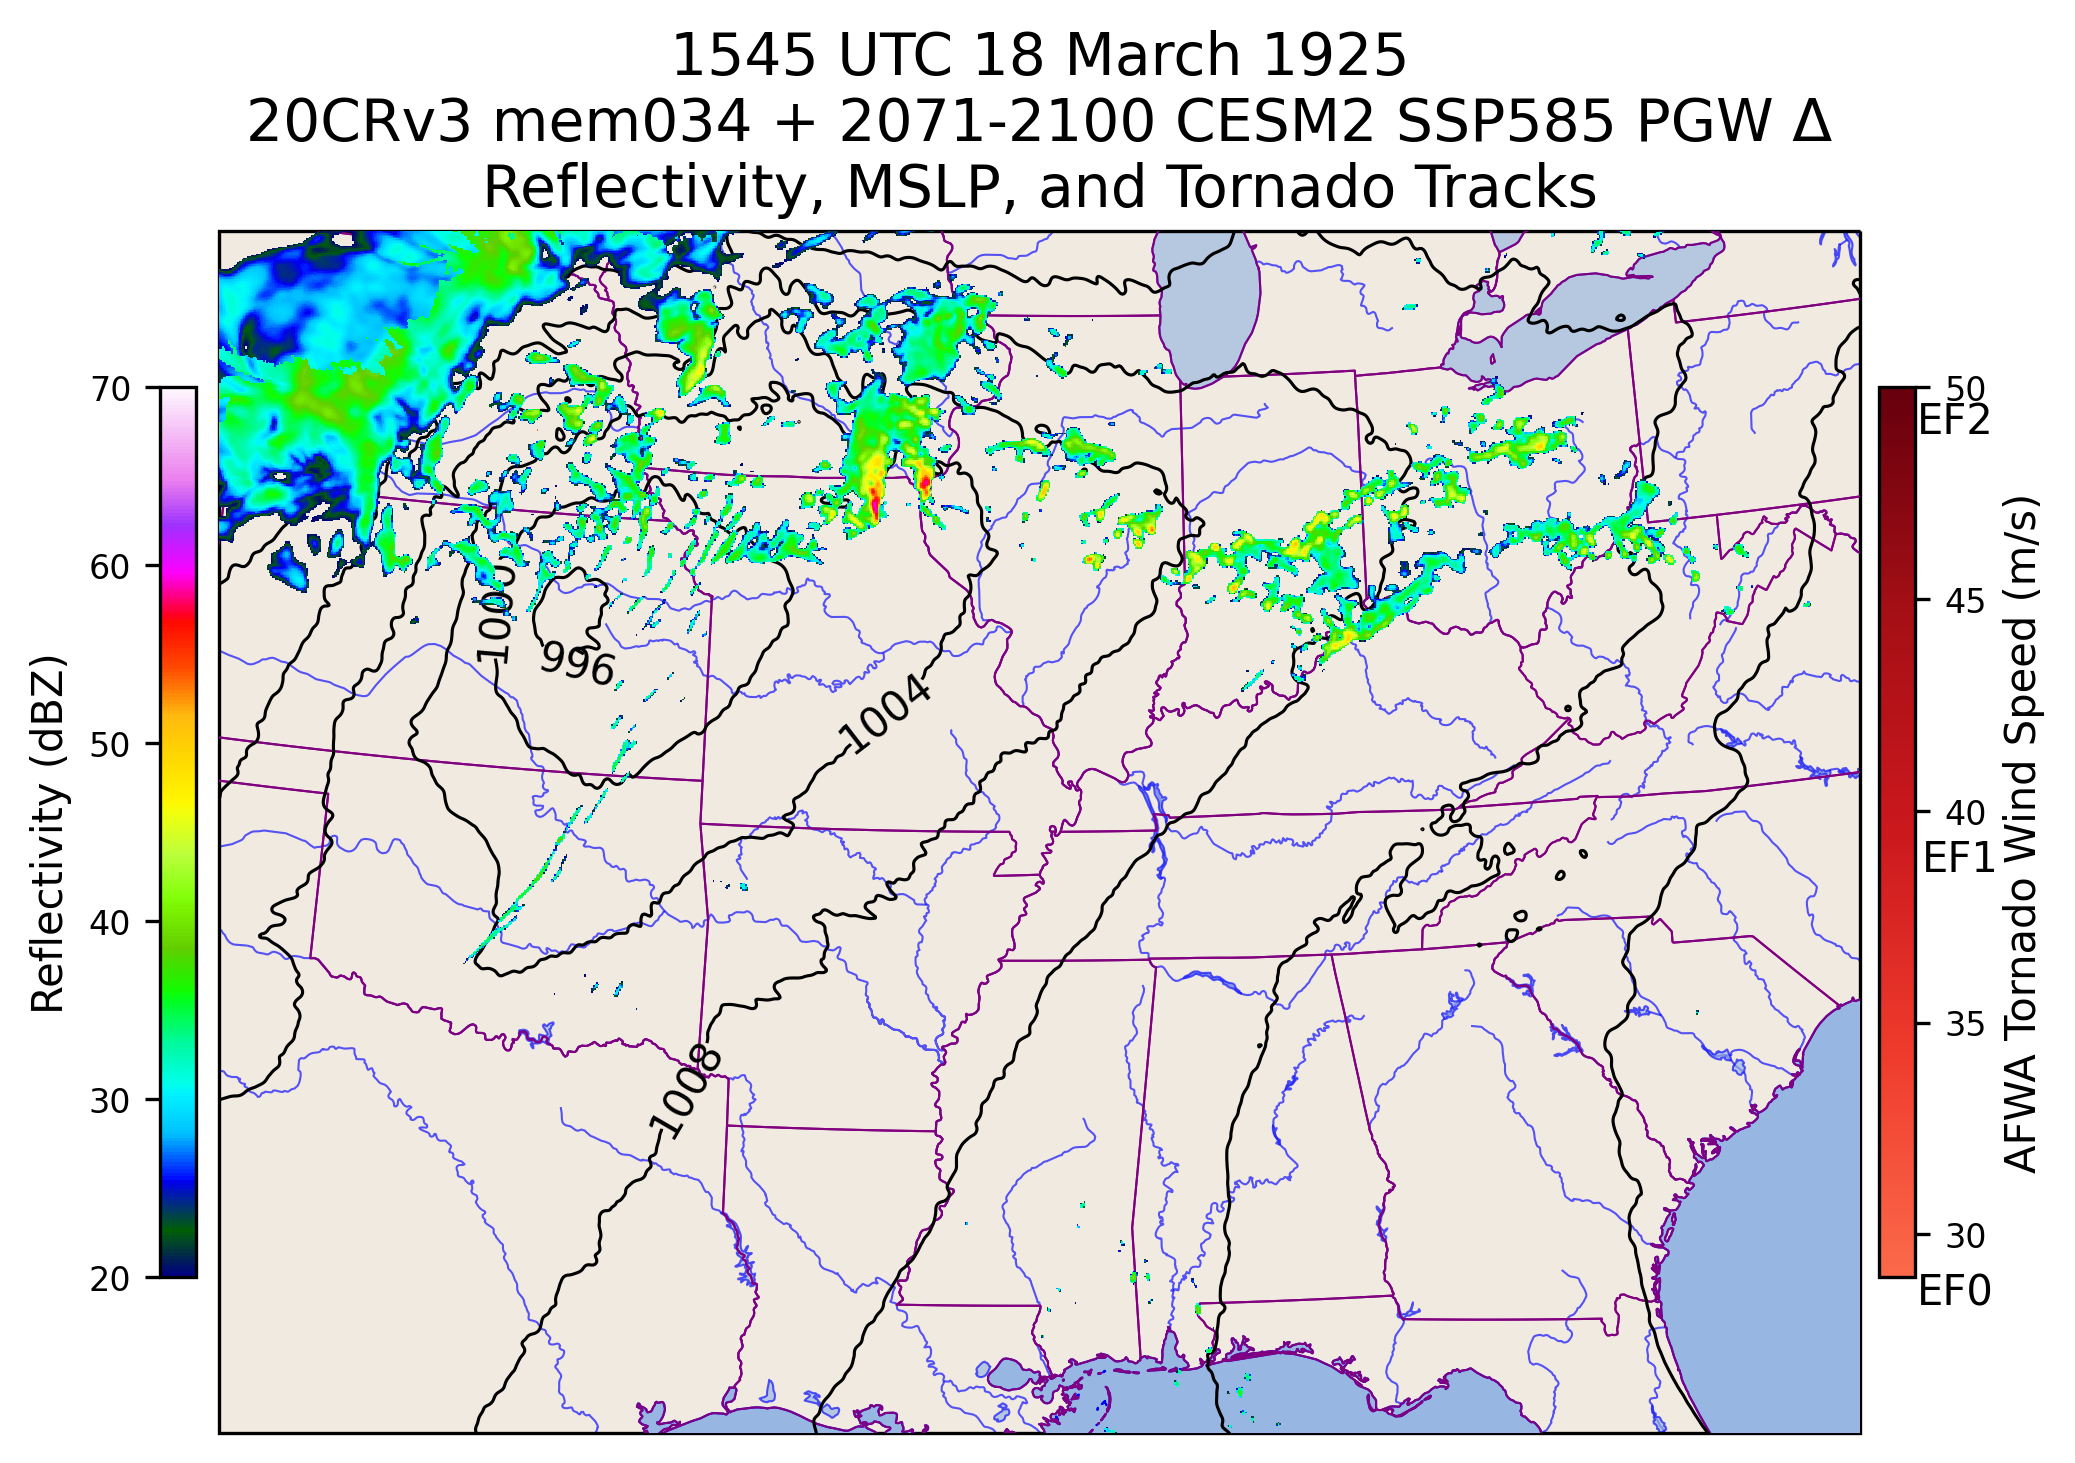 1545 UTC 18 March 1925
20CRv3 mem034 + 2071-2100 CESM2 SSP585 PGW Δ
Reflectivity, MSLP, and Tornado Tracks
70
60
50
40
30
20
Reflectivity (dBZ)
1000
996
1004
1008
50
EF2
45
40
EF1
35
30
EF0
AFWA Tornado Wind Speed (m/s)